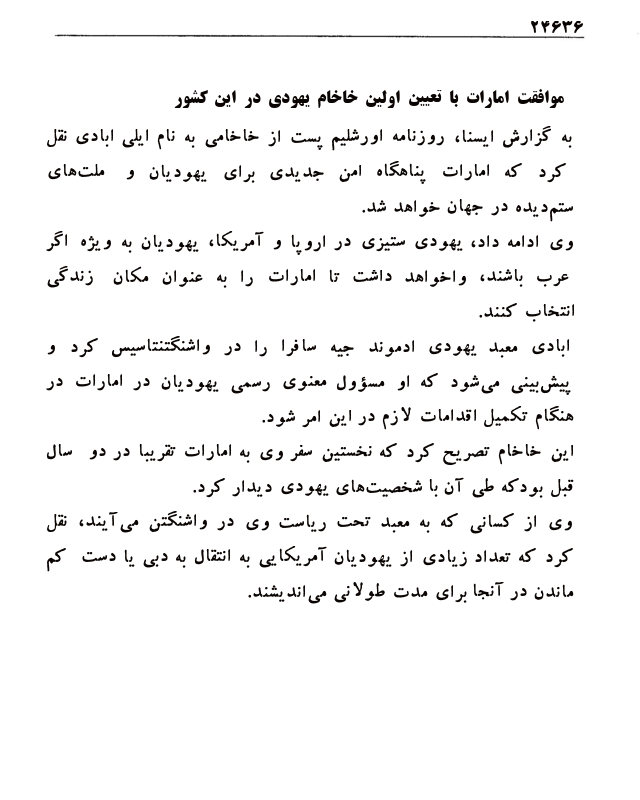 ۲۴۶۳۶
موافقت امارات با تعیین اولین خاخام یهودی در این کشور
به گزارش ایسنا، روزنامه اورشلیم پست از خاخامی به نام ایلی ابادی نقل
کرد که امارات پناهگاه امن جدیدی برای یهودیان و ملت‌های
ستم‌دیده در جهان خواهد شد.
وی ادامه داد، یهودی ستیزی در اروپا و آمریکا، یهودیان به ویژه اگر
عرب باشند، واخواهد داشت تا امارات را به عنوان مکان زندگی
انتخاب کنند.
ابادی معبد یهودی ادموند جیه سافرا را در واشنگتنتاسیس کرد و
پیش‌بینی می‌شود که او مسؤول معنوی رسمی یهودیان در امارات در
هنگام تکمیل اقدامات لازم در این امر شود.
این خاخام تصریح کرد که نخستین سفر وی به امارات تقریبا در دو سال
قبل بودکه طی آن با شخصیت‌های یهودی دیدار کرد.
وی از کسانی که به معبد تحت ریاست وی در واشنگتن می‌آیند، نقل
کرد که تعداد زیادی از یهودیان آمریکایی به انتقال به دبی یا دست کم
ماندن در آنجا برای مدت طولانی می‌اندیشند.